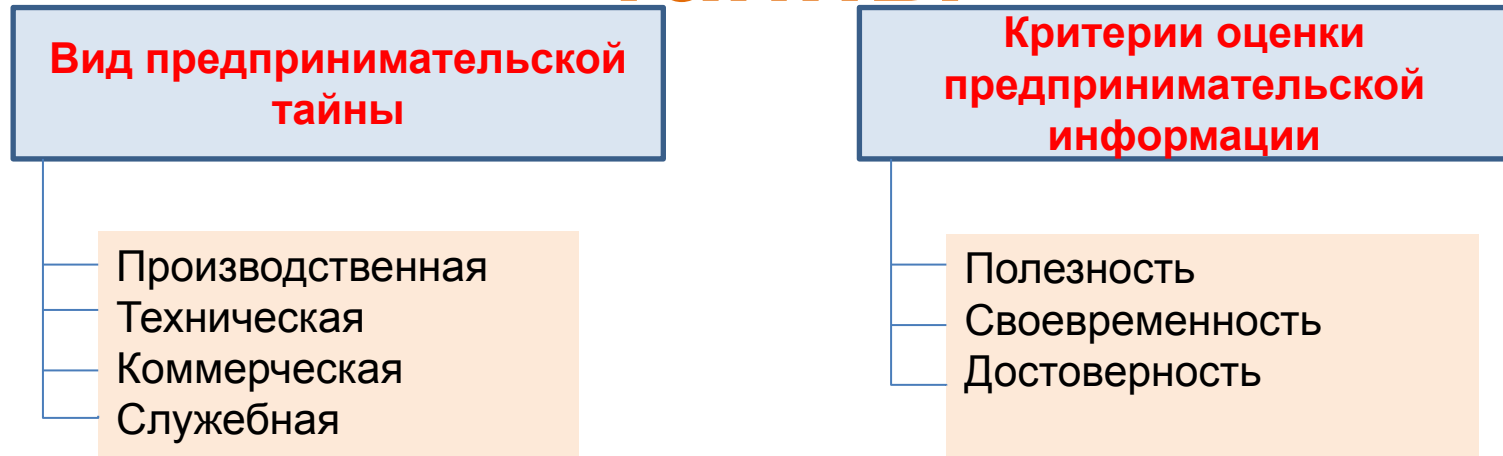 Вид предпринимательской
тайны
Производственная
Техническая
Коммерческая
Служебная
Критерии оценки
предпринимательской
информации
Полезность
Своевременность
Достоверность